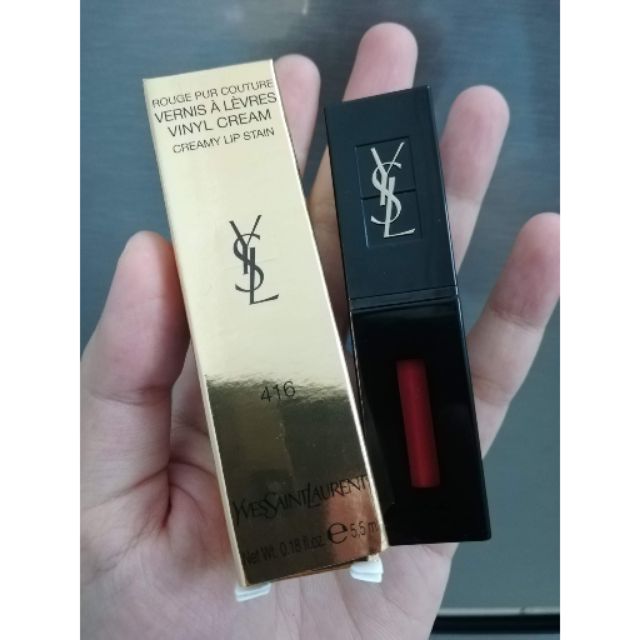 ROUGE PUR COUTURE
VERNIS À LÈVRES
VINYL CREAM
CREAMY LIP STAIN
YSL
416
YVESSAINTLAURENT
Net Wt. 0.18 fl.oz. ℮ 5,5 m
YSL